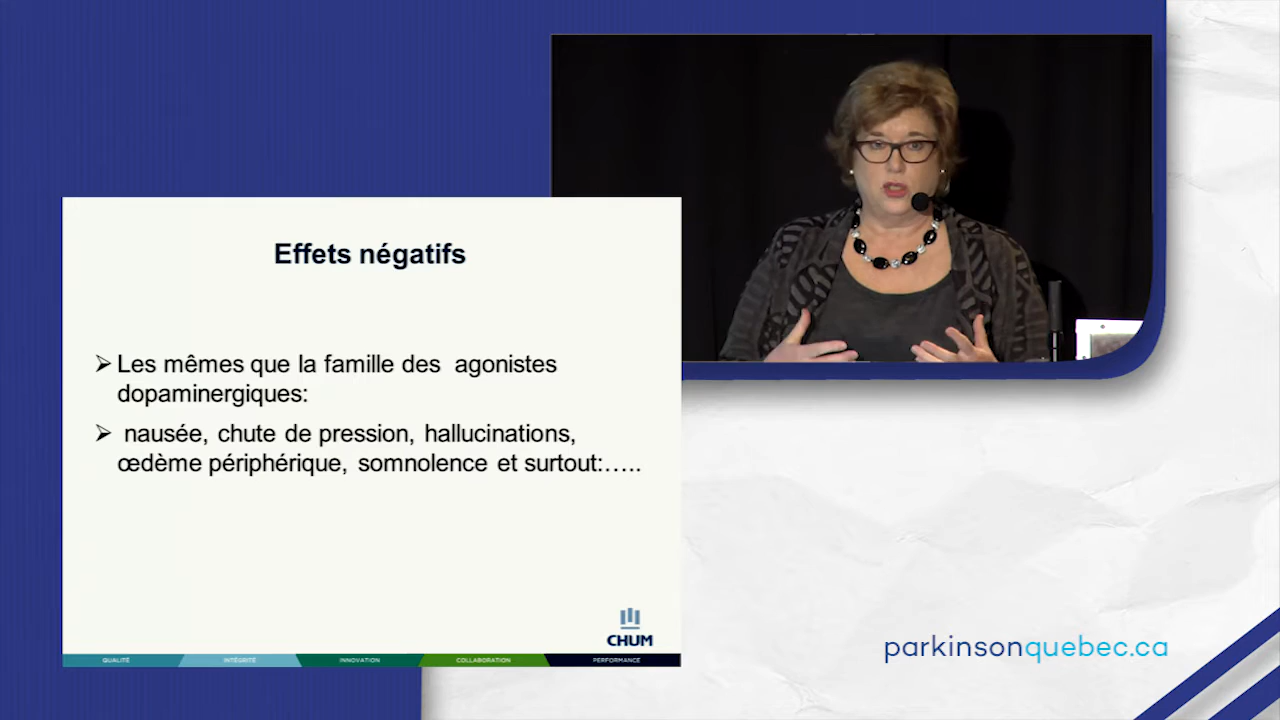 Effets négatifs
➢ Les mêmes que la famille des agonistes
dopaminergiques:
➢ nausée, chute de pression, hallucinations,
œdème périphérique, somnolence et surtout:…..
CHUM
QUALITÉ INTÉGRITÉ INNOVATION COLLABORATION PERFORMANCE
parkinsonquebec.ca